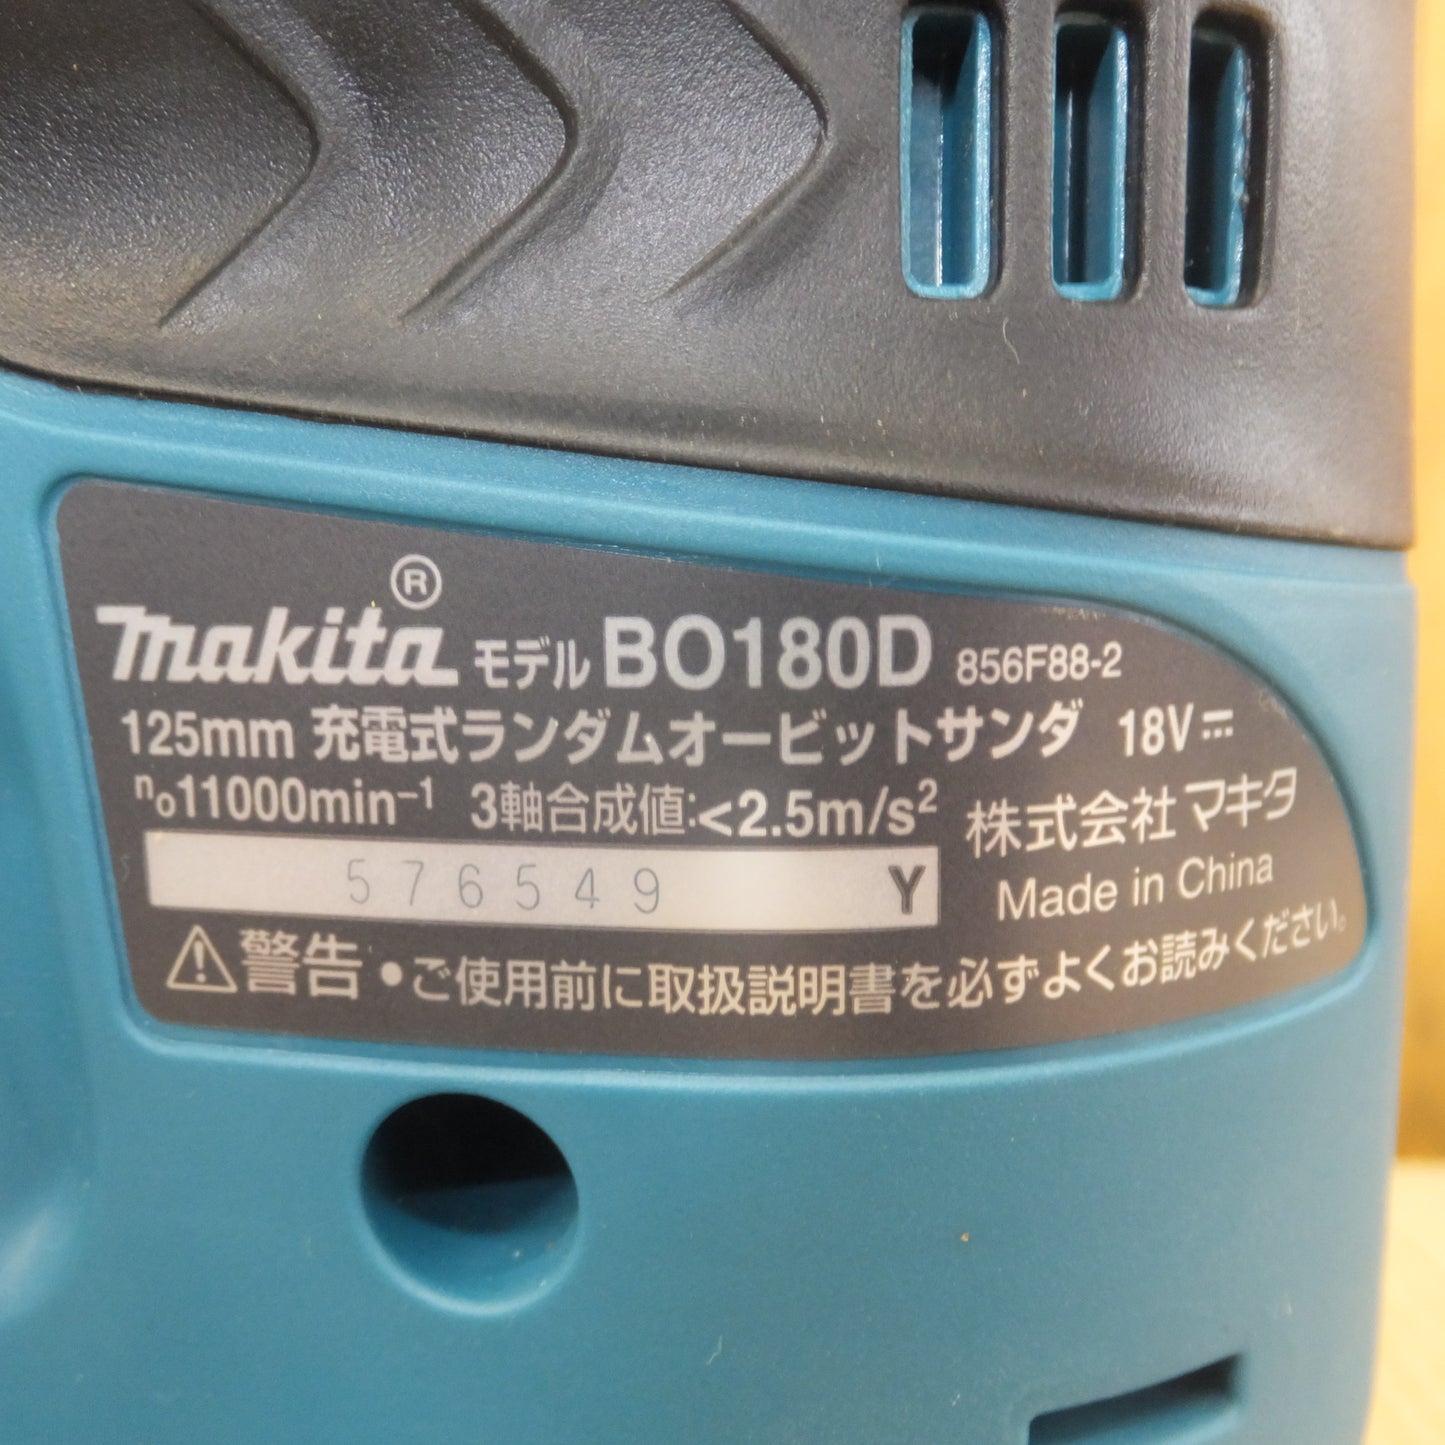 makita® モデル BO180D 856F88-2
125mm 充電式ランダムオービットサンダ 18V⎓
n₀11000min⁻¹ 3軸合成値:<2.5m/s² 株式会社マキタ
576549 Y Made in China
⚠警告 •ご使用前に取扱説明書を必ずよくお読みください。